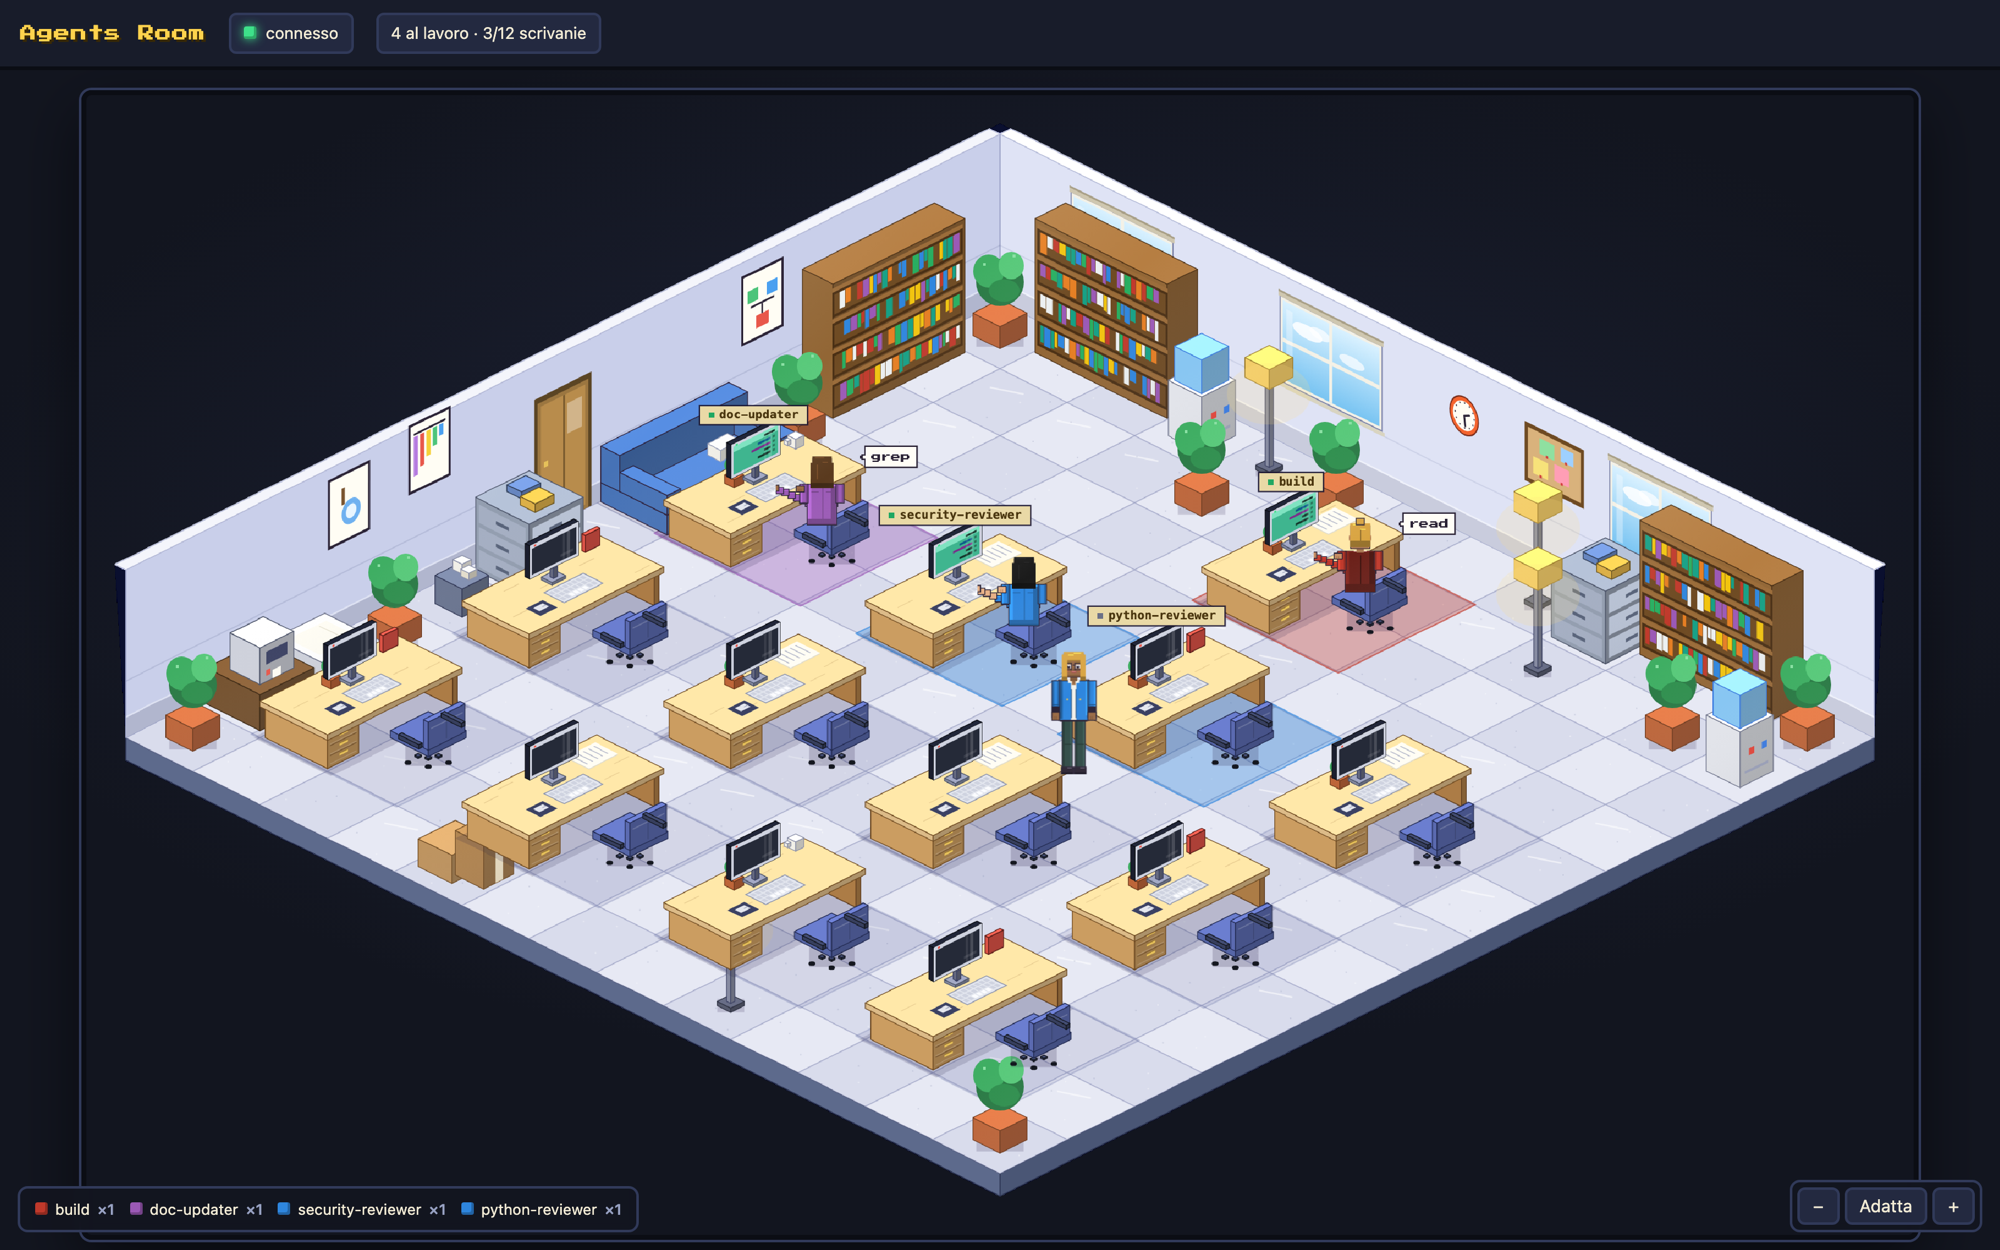 Agents Room
connesso
4 al lavoro · 3/12 scrivanie
doc-updater
grep
build
security-reviewer
read
python-reviewer
build ×1
doc-updater ×1
security-reviewer ×1
python-reviewer ×1
−
Adatta
+